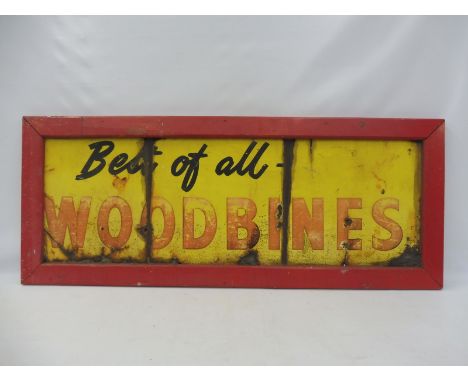 Best of all -
WOODBINES